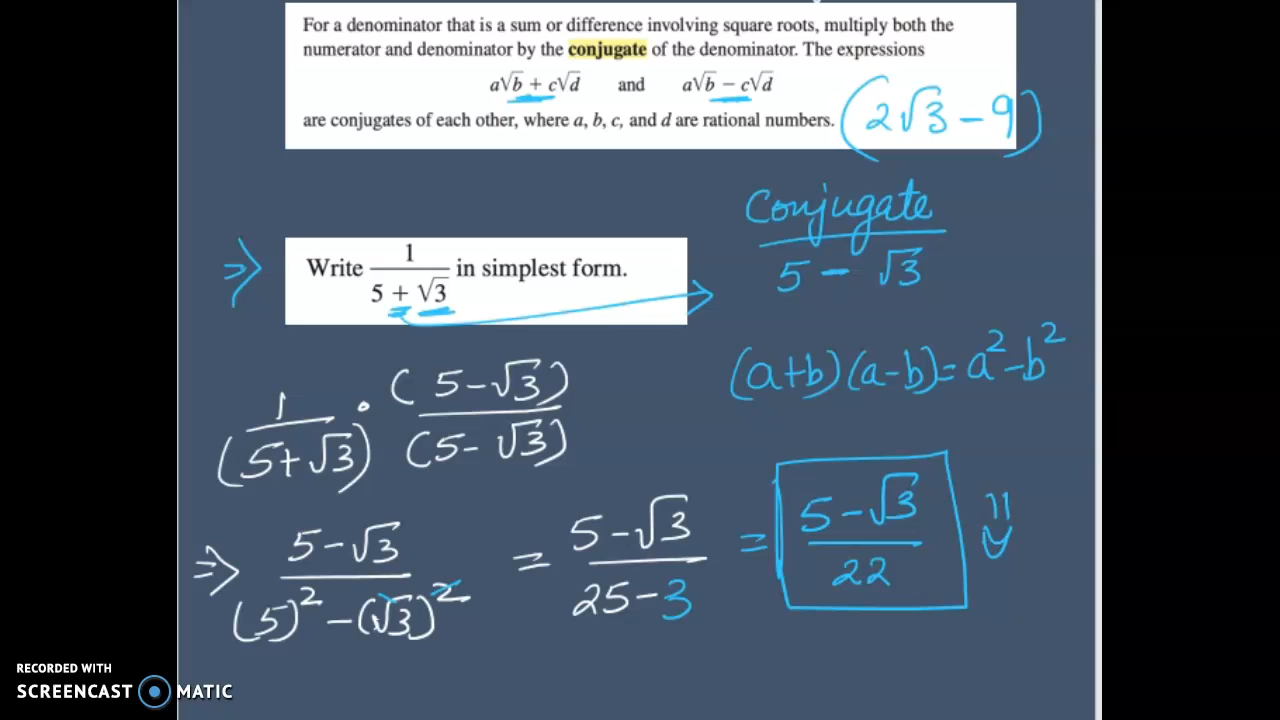 For a denominator that is a sum or difference involving square roots, multiply both the
numerator and denominator by the conjugate of the denominator. The expressions
a√b + c√d and a√b − c√d
are conjugates of each other, where a, b, c, and d are rational numbers.
(2√3 − 9)
Conjugate
5 − √3
⇒
Write 1/(5 + √3) in simplest form.
(a+b)(a−b) = a² − b²
1/(5+√3) • (5−√3)/(5−√3)
⇒ (5−√3)/((5)² − (√3)²) = (5−√3)/(25−3) = (5−√3)/22
RECORDED WITH
SCREENCAST MATIC